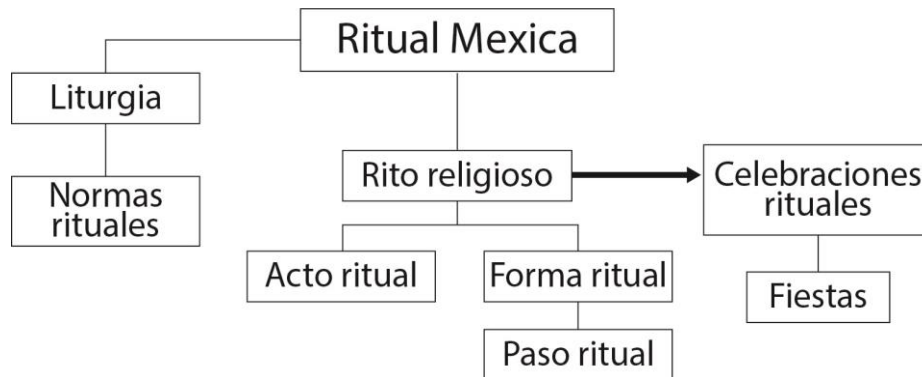 Ritual Mexica
Liturgia
Normas
rituales
Rito religioso
Celebraciones
rituales
Acto ritual
Forma ritual
Fiestas
Paso ritual